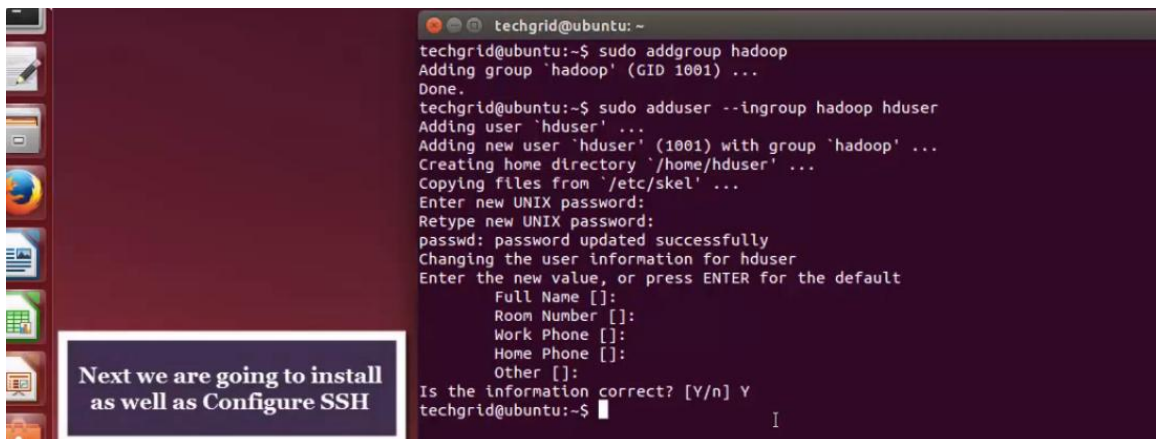 techgrid@ubuntu: ~
techgrid@ubuntu:~$ sudo addgroup hadoop
Adding group `hadoop' (GID 1001) ...
Done.
techgrid@ubuntu:~$ sudo adduser --ingroup hadoop hduser
Adding user `hduser' ...
Adding new user `hduser' (1001) with group `hadoop' ...
Creating home directory `/home/hduser' ...
Copying files from `/etc/skel' ...
Enter new UNIX password:
Retype new UNIX password:
passwd: password updated successfully
Changing the user information for hduser
Enter the new value, or press ENTER for the default
Full Name []:
Room Number []:
Work Phone []:
Home Phone []:
Other []:
Is the information correct? [Y/n] Y
techgrid@ubuntu:~$
Next we are going to install
as well as Configure SSH